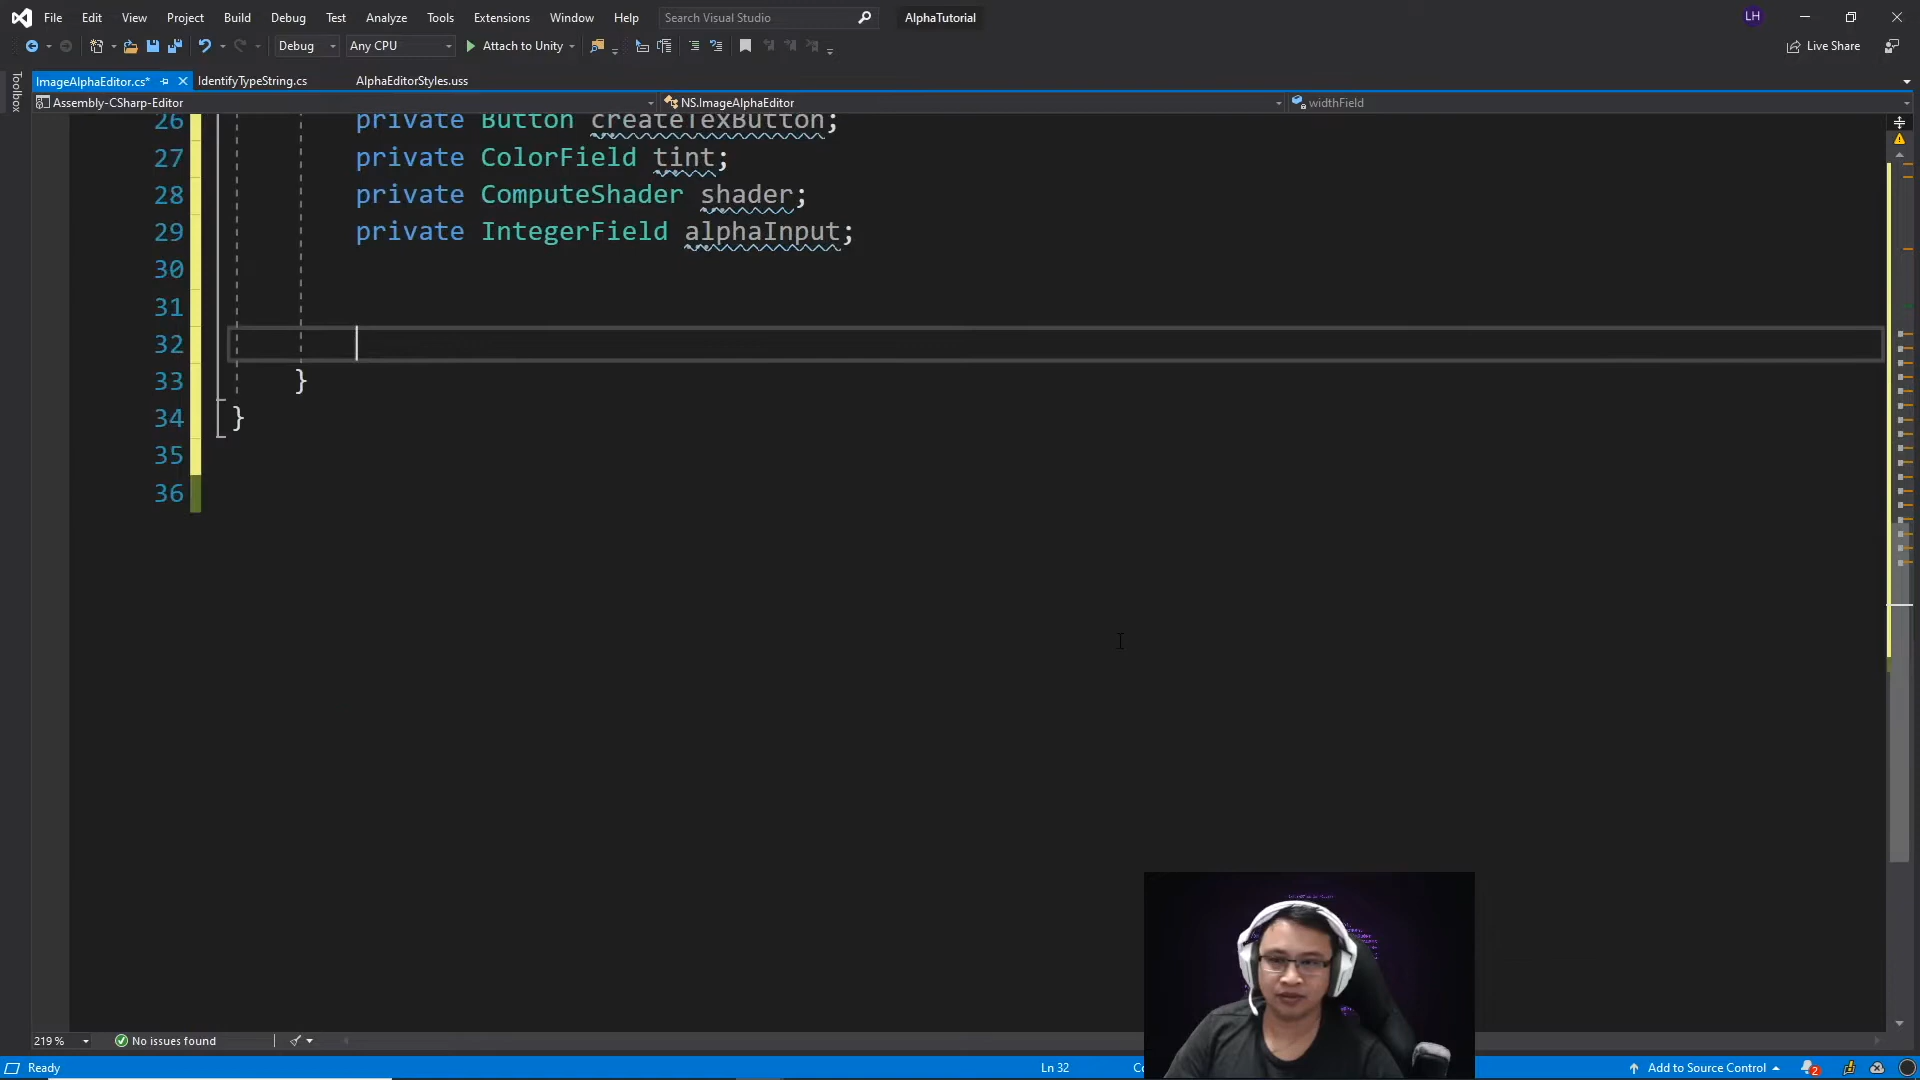 File Edit View Project Build Debug Test Analyze Tools Extensions Window Help Search Visual Studio AlphaTutorial LH
Debug Any CPU Attach to Unity Live Share
ImageAlphaEditor.cs* IdentifyTypeString.cs AlphaEditorStyles.uss
Toolbox
Assembly-CSharp-Editor NS.ImageAlphaEditor widthField
26 private Button createTexButton;
27 private ColorField tint;
28 private ComputeShader shader;
29 private IntegerField alphaInput;
30
31
32
33 }
34 }
35
36
219 % No issues found
Ready Ln 32 Add to Source Control 2